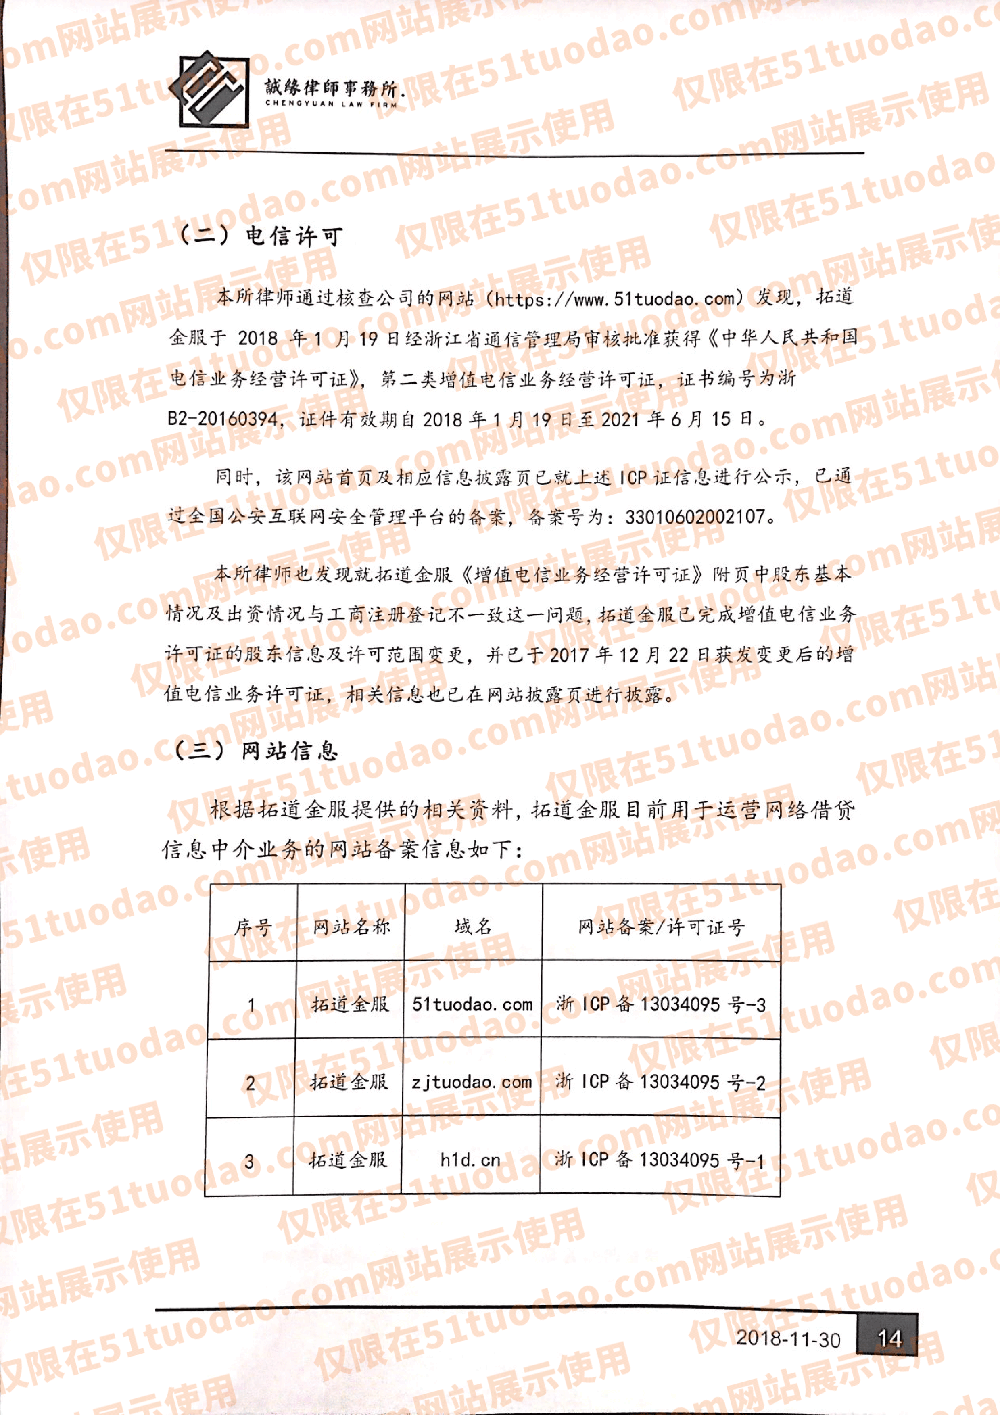 誠缘律師事務所.
CHENGYUAN LAW FIRM
（二）电信许可
本所律师通过核查公司的网站（https://www.51tuodao.com）发现，拓道
金服于 2018 年 1 月 19 日经浙江省通信管理局审核批准获得《中华人民共和国
电信业务经营许可证》，第二类增值电信业务经营许可证，证书编号为浙
B2-20160394，证件有效期自 2018 年 1 月 19 日至 2021 年 6 月 15 日。
同时，该网站首页及相应信息披露页已就上述 ICP 证信息进行公示，已通
过全国公安互联网安全管理平台的备案，备案号为：33010602002107。
本所律师也发现就拓道金服《增值电信业务经营许可证》附页中股东基本
情况及出资情况与工商注册登记不一致这一问题，拓道金服已完成增值电信业务
许可证的股东信息及许可范围变更，并已于 2017 年 12 月 22 日获发变更后的增
值电信业务许可证，相关信息也已在网站披露页进行披露。
（三）网站信息
根据拓道金服提供的相关资料，拓道金服目前用于运营网络借贷
信息中介业务的网站备案信息如下：
序号 网站名称 域名 网站备案/许可证号
1 拓道金服 51tuodao.com 浙 ICP 备 13034095 号-3
2 拓道金服 zjtuodao.com 浙 ICP 备 13034095 号-2
3 拓道金服 h1d.cn 浙 ICP 备 13034095 号-1
2018-11-30 14
仅限在51tuodao.com网站展示使用